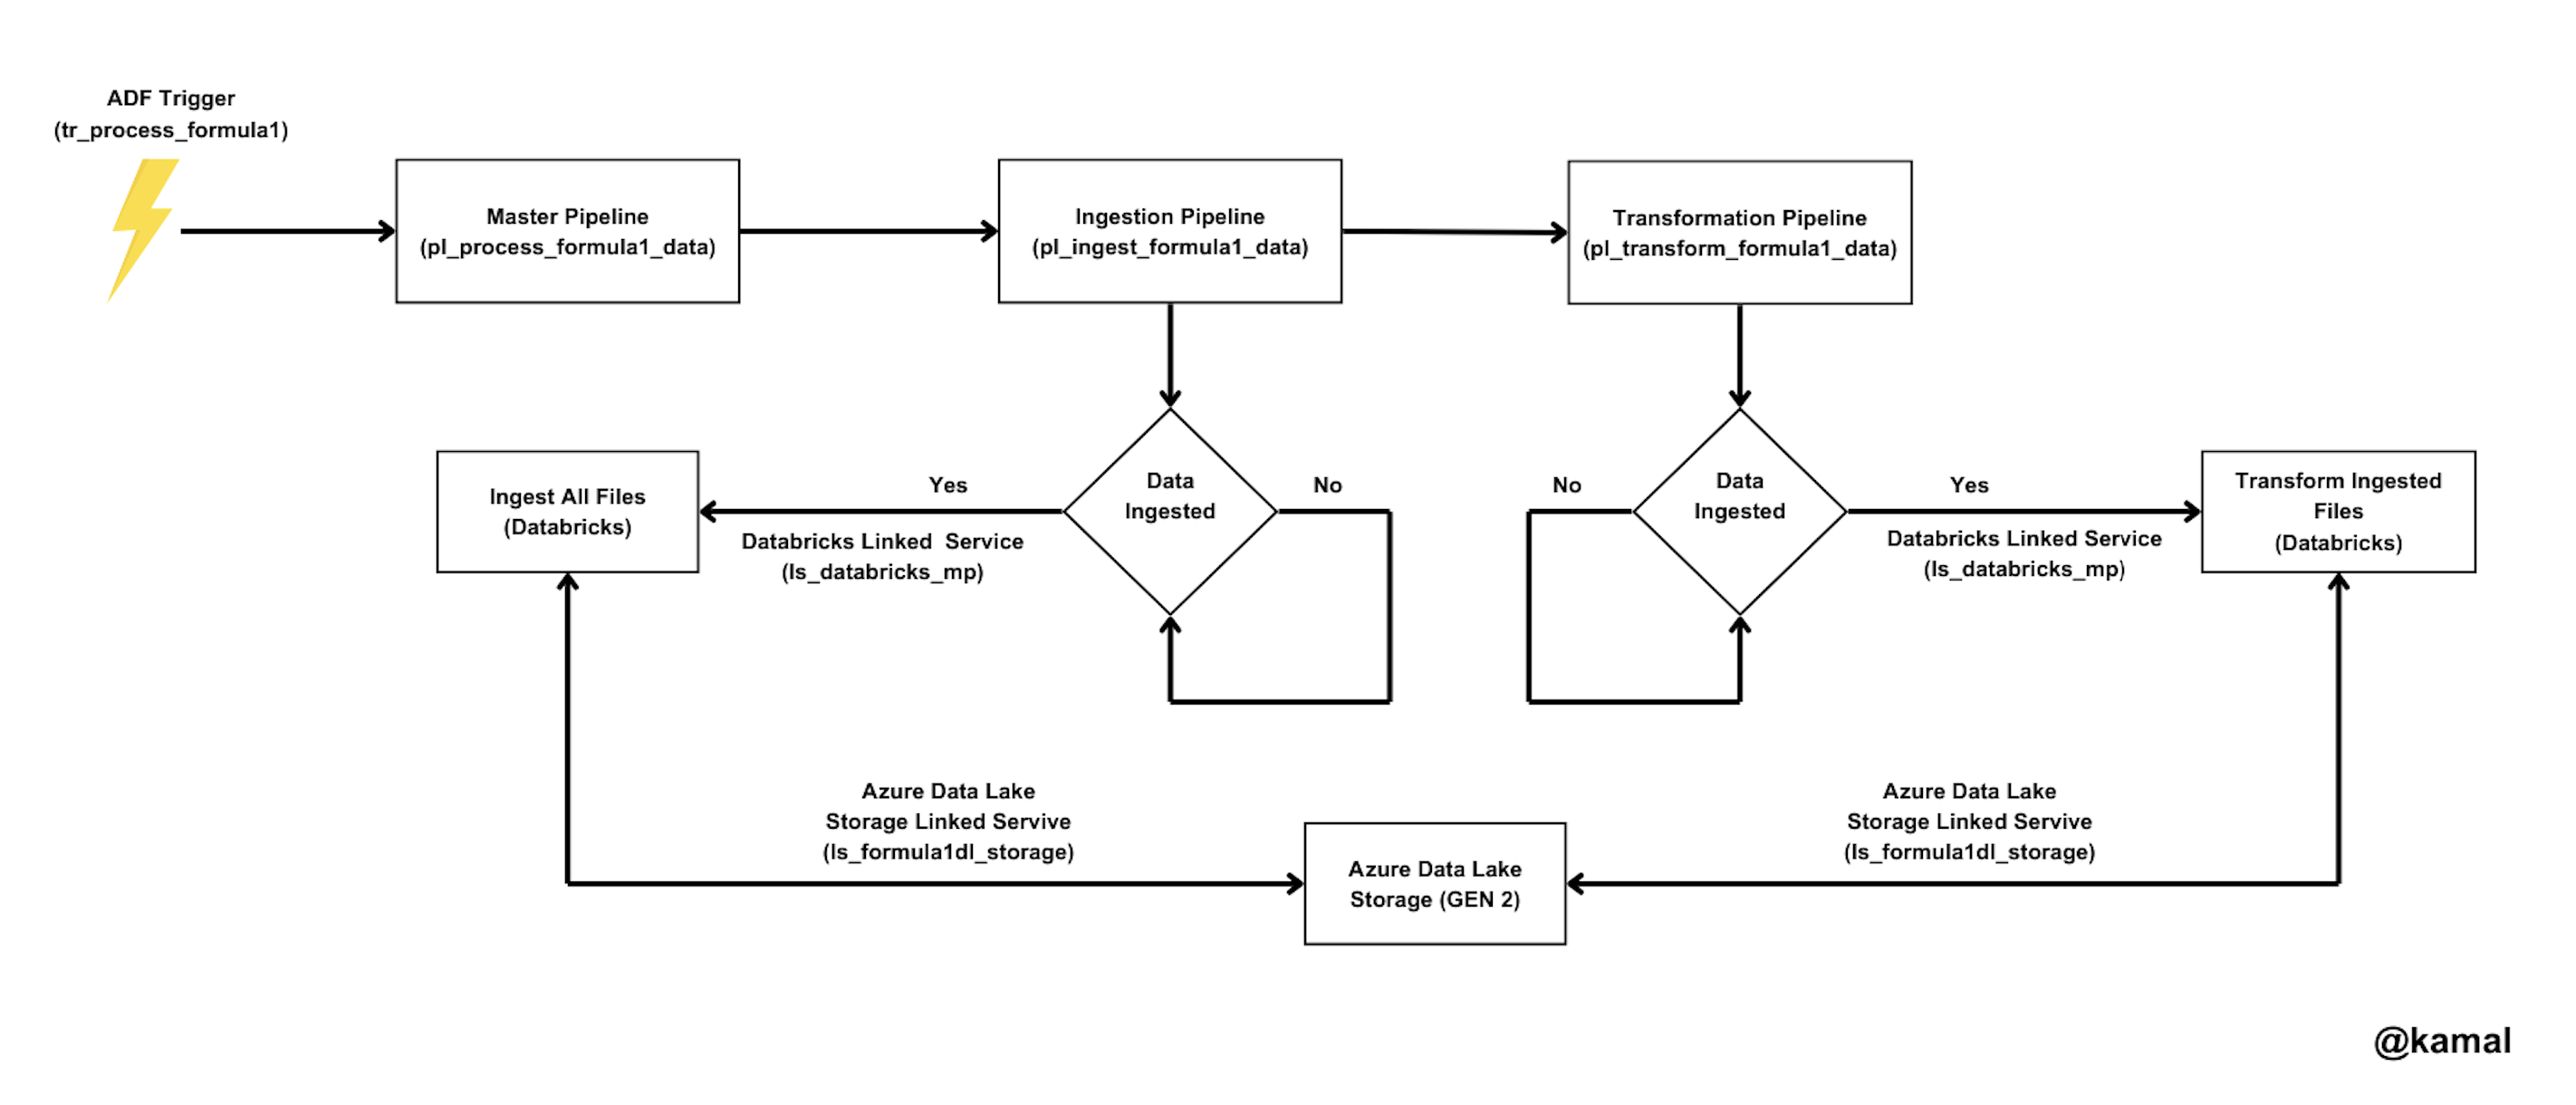 ADF Trigger
(tr_process_formula1)
Master Pipeline
(pl_process_formula1_data)
Ingestion Pipeline
(pl_ingest_formula1_data)
Transformation Pipeline
(pl_transform_formula1_data)
Ingest All Files
(Databricks)
Yes
Databricks Linked Service
(ls_databricks_mp)
Data
Ingested
No
No
Data
Ingested
Yes
Databricks Linked Service
(ls_databricks_mp)
Transform Ingested
Files
(Databricks)
Azure Data Lake
Storage Linked Servive
(ls_formula1dl_storage)
Azure Data Lake
Storage (GEN 2)
Azure Data Lake
Storage Linked Servive
(ls_formula1dl_storage)
@kamal